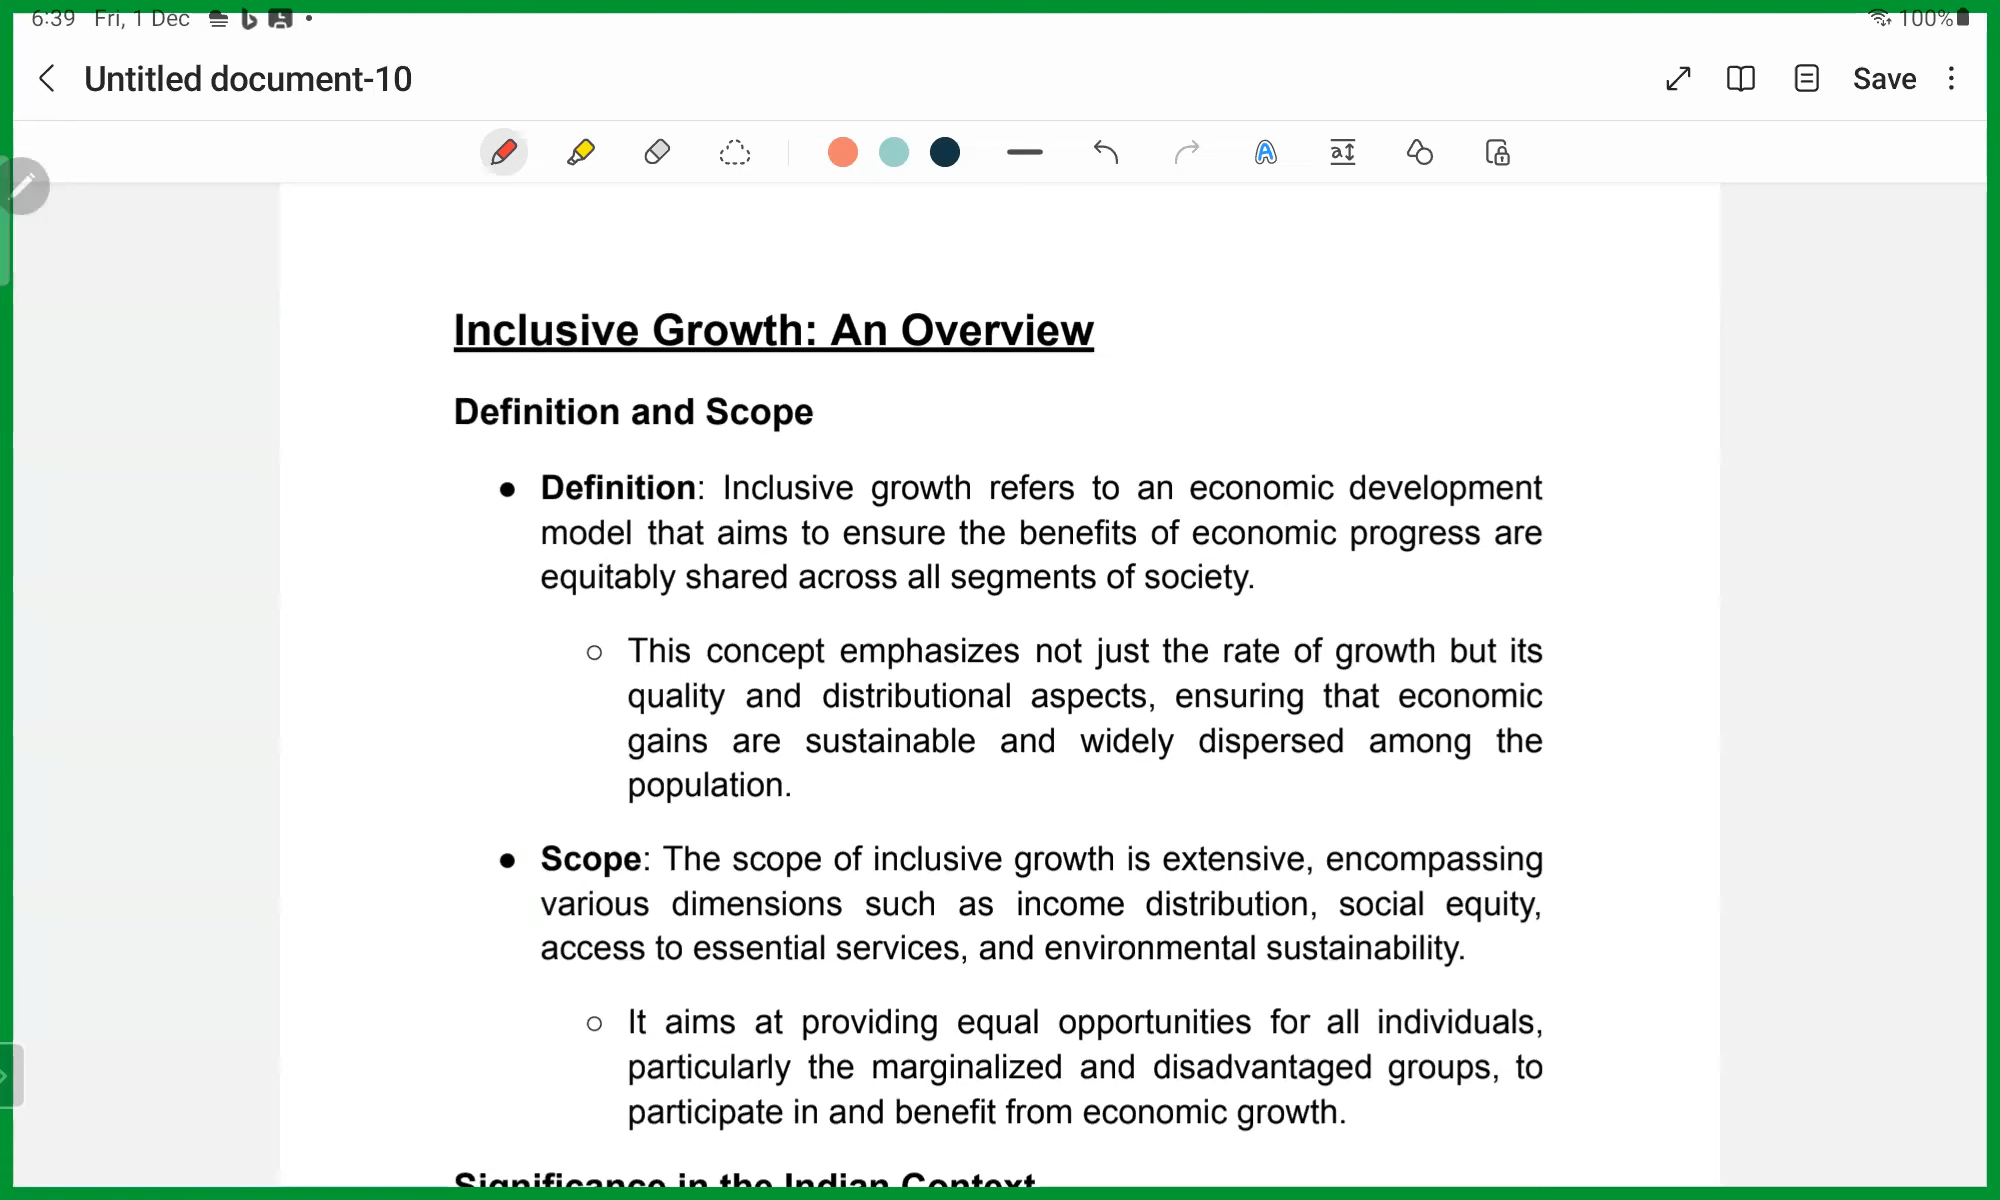 6:39 Fri, 1 Dec
100%
Untitled document-10
Save
Inclusive Growth: An Overview
Definition and Scope
● Definition: Inclusive growth refers to an economic development
model that aims to ensure the benefits of economic progress are
equitably shared across all segments of society.
○ This concept emphasizes not just the rate of growth but its
quality and distributional aspects, ensuring that economic
gains are sustainable and widely dispersed among the
population.
● Scope: The scope of inclusive growth is extensive, encompassing
various dimensions such as income distribution, social equity,
access to essential services, and environmental sustainability.
○ It aims at providing equal opportunities for all individuals,
particularly the marginalized and disadvantaged groups, to
participate in and benefit from economic growth.
Significance in the Indian Context